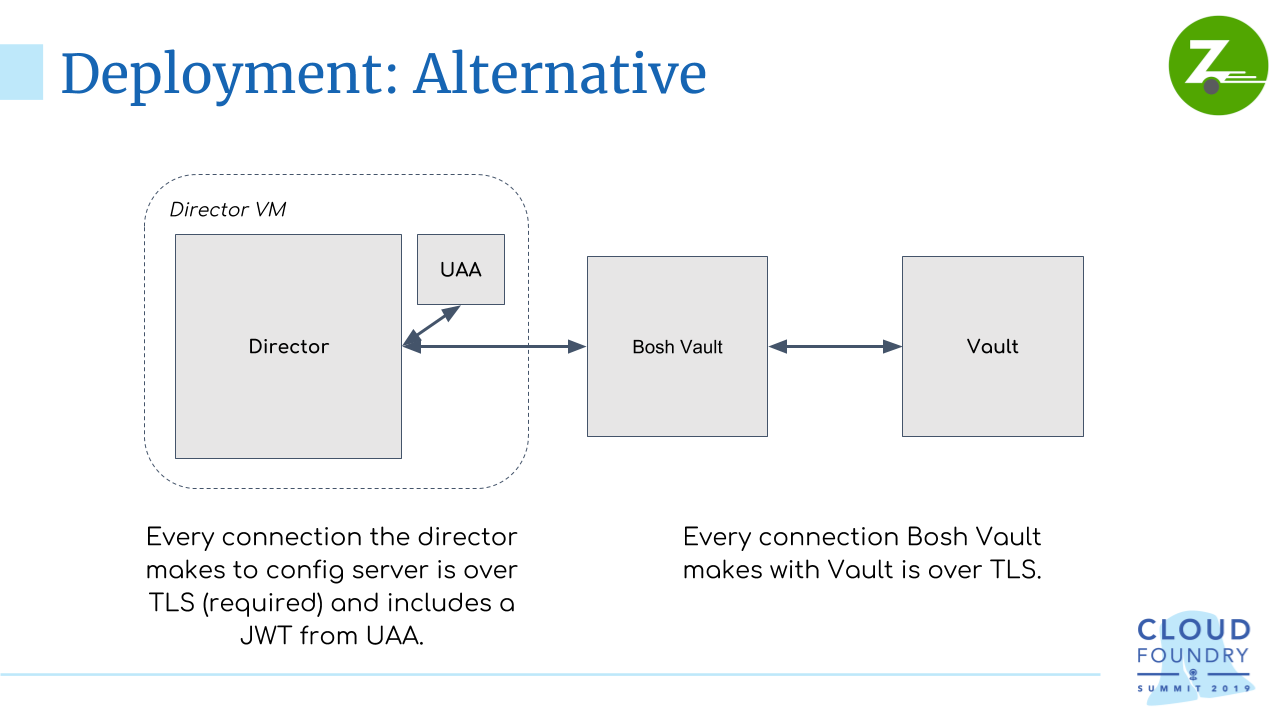 Deployment: Alternative
Z
Director VM
Director
UAA
Bosh Vault
Vault
Every connection the director
makes to config server is over
TLS (required) and includes a
JWT from UAA.
Every connection Bosh Vault
makes with Vault is over TLS.
CLOUD
FOUNDRY
SUMMIT 2019